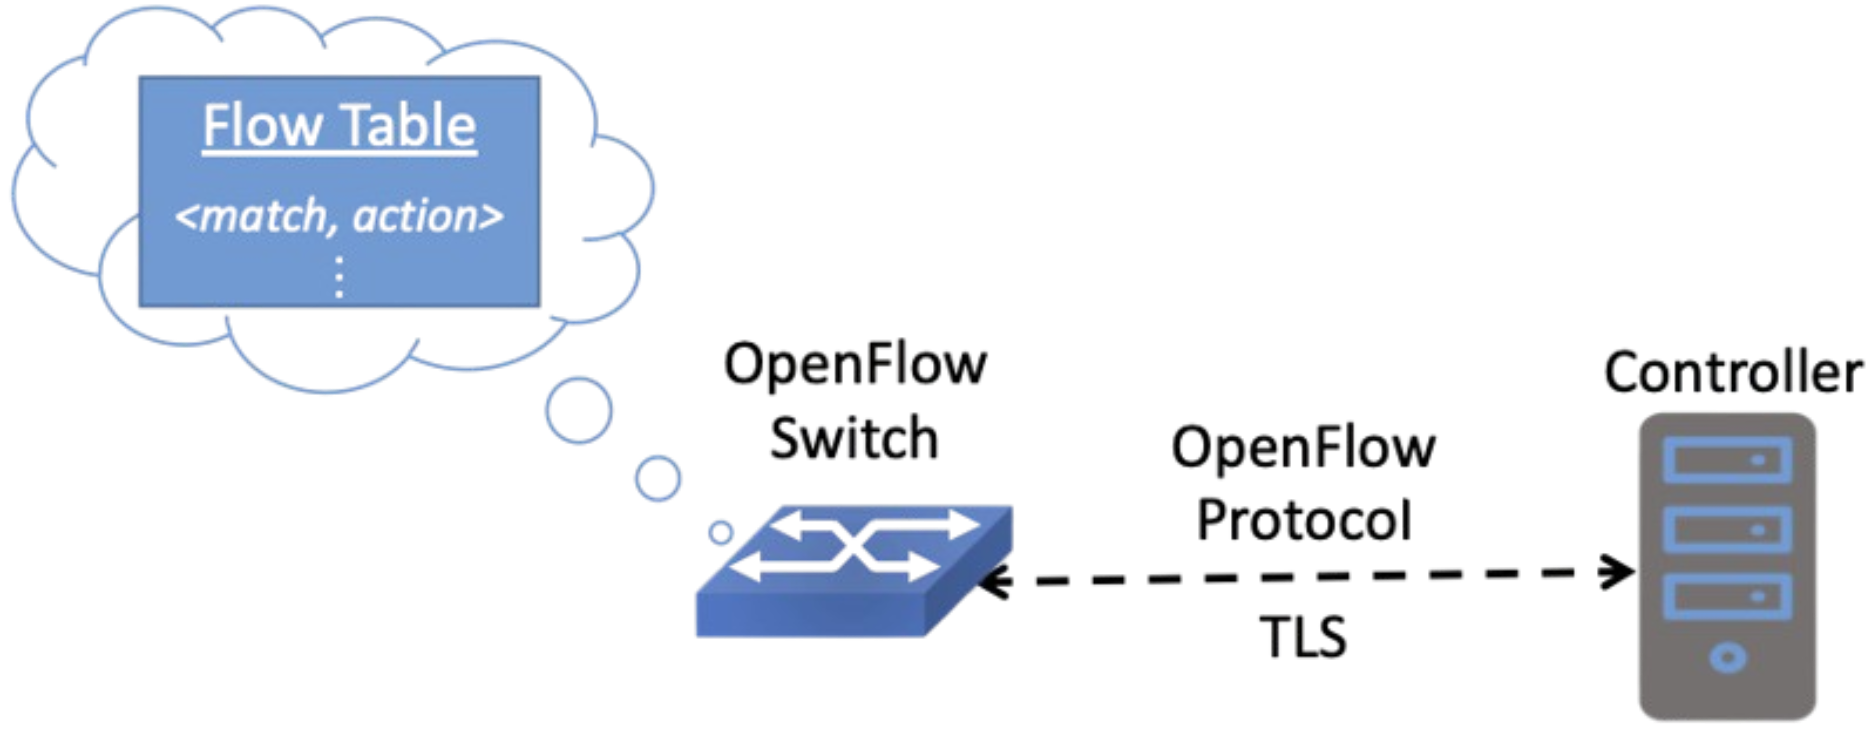 Flow Table
<match, action>
OpenFlow
Switch
OpenFlow
Protocol
TLS
Controller